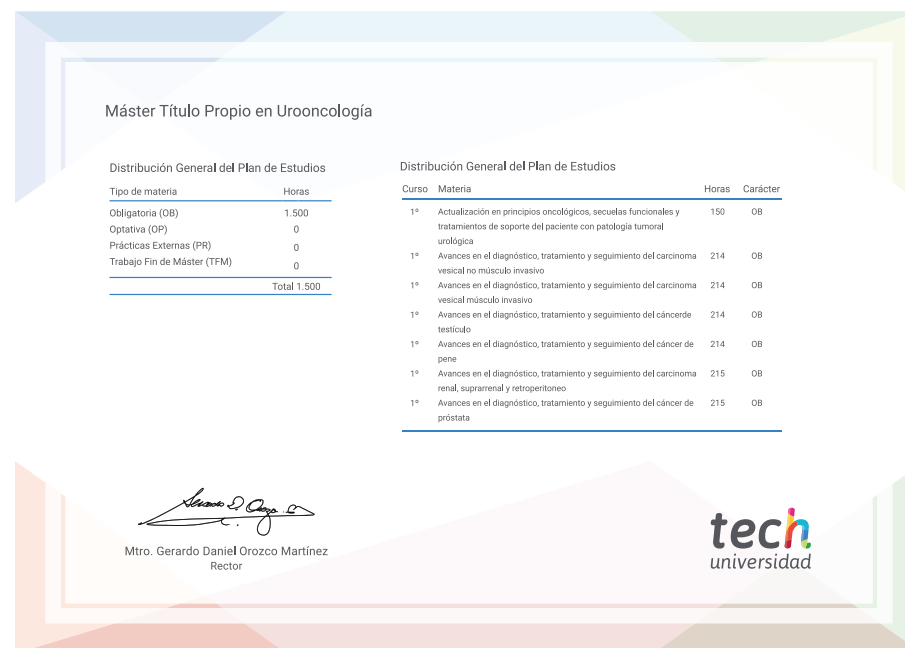 Máster Título Propio en Urooncología
Distribución General del Plan de Estudios
Tipo de materia Horas
Obligatoria (OB) 1.500
Optativa (OP) 0
Prácticas Externas (PR) 0
Trabajo Fin de Máster (TFM) 0
Total 1.500
Distribución General del Plan de Estudios
Curso Materia Horas Carácter
1º Actualización en principios oncológicos, secuelas funcionales y 150 OB
tratamientos de soporte del paciente con patología tumoral
urológica
1º Avances en el diagnóstico, tratamiento y seguimiento del carcinoma 214 OB
vesical no músculo invasivo
1º Avances en el diagnóstico, tratamiento y seguimiento del carcinoma 214 OB
vesical músculo invasivo
1º Avances en el diagnóstico, tratamiento y seguimiento del cáncerde 214 OB
testículo
1º Avances en el diagnóstico, tratamiento y seguimiento del cáncer de 214 OB
pene
1º Avances en el diagnóstico, tratamiento y seguimiento del carcinoma 215 OB
renal, suprarrenal y retroperitoneo
1º Avances en el diagnóstico, tratamiento y seguimiento del cáncer de 215 OB
próstata
Mtro. Gerardo Daniel Orozco Martínez
Rector
tech
universidad